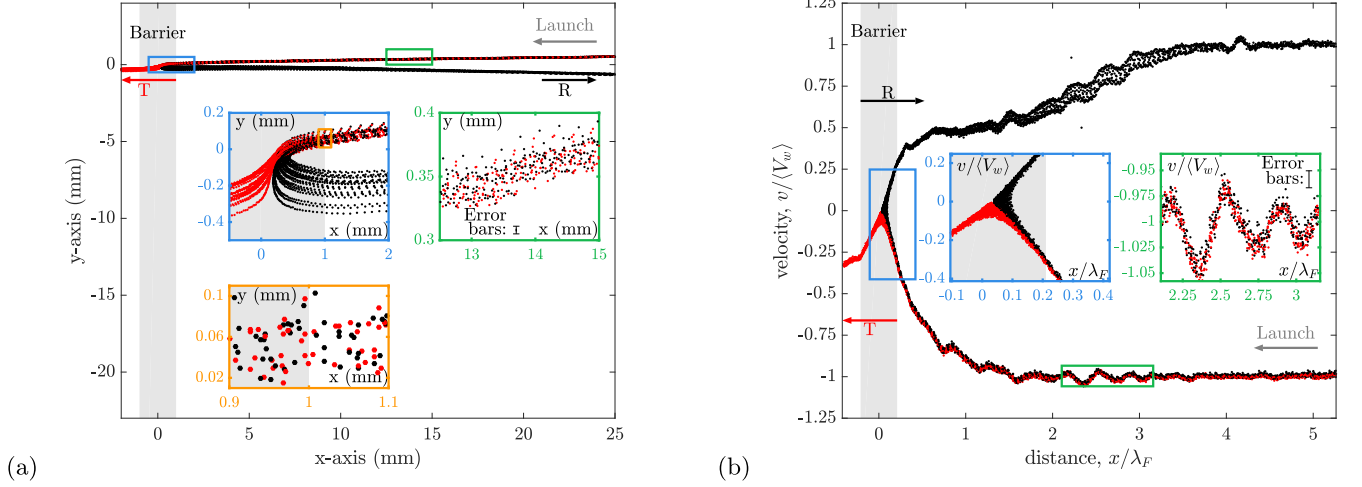 Barrier
Launch
T
R
0
-5
-10
-15
-20
y-axis (mm)
0
5
10
15
20
25
x-axis (mm)
0.2
0
-0.2
-0.4
y (mm)
x (mm)
0
1
2
0.4
0.35
0.3
y (mm)
Error
bars:
x (mm)
13
14
15
0.1
0.06
0.02
y (mm)
x (mm)
0.9
1
1.1
(a)
Barrier
R
T
Launch
1.25
1
0.75
0.5
0.25
0
-0.25
-0.5
-0.75
-1
-1.25
velocity, v/⟨V_w⟩
0
1
2
3
4
5
distance, x/λ_F
0.2
0
-0.2
-0.4
v/⟨V_w⟩
x/λ_F
-0.1
0
0.1
0.2
0.3
0.4
-0.95
-0.975
-1
-1.025
-1.05
v/⟨V_w⟩
Error
bars:
x/λ_F
2.25
2.5
2.75
3
(b)